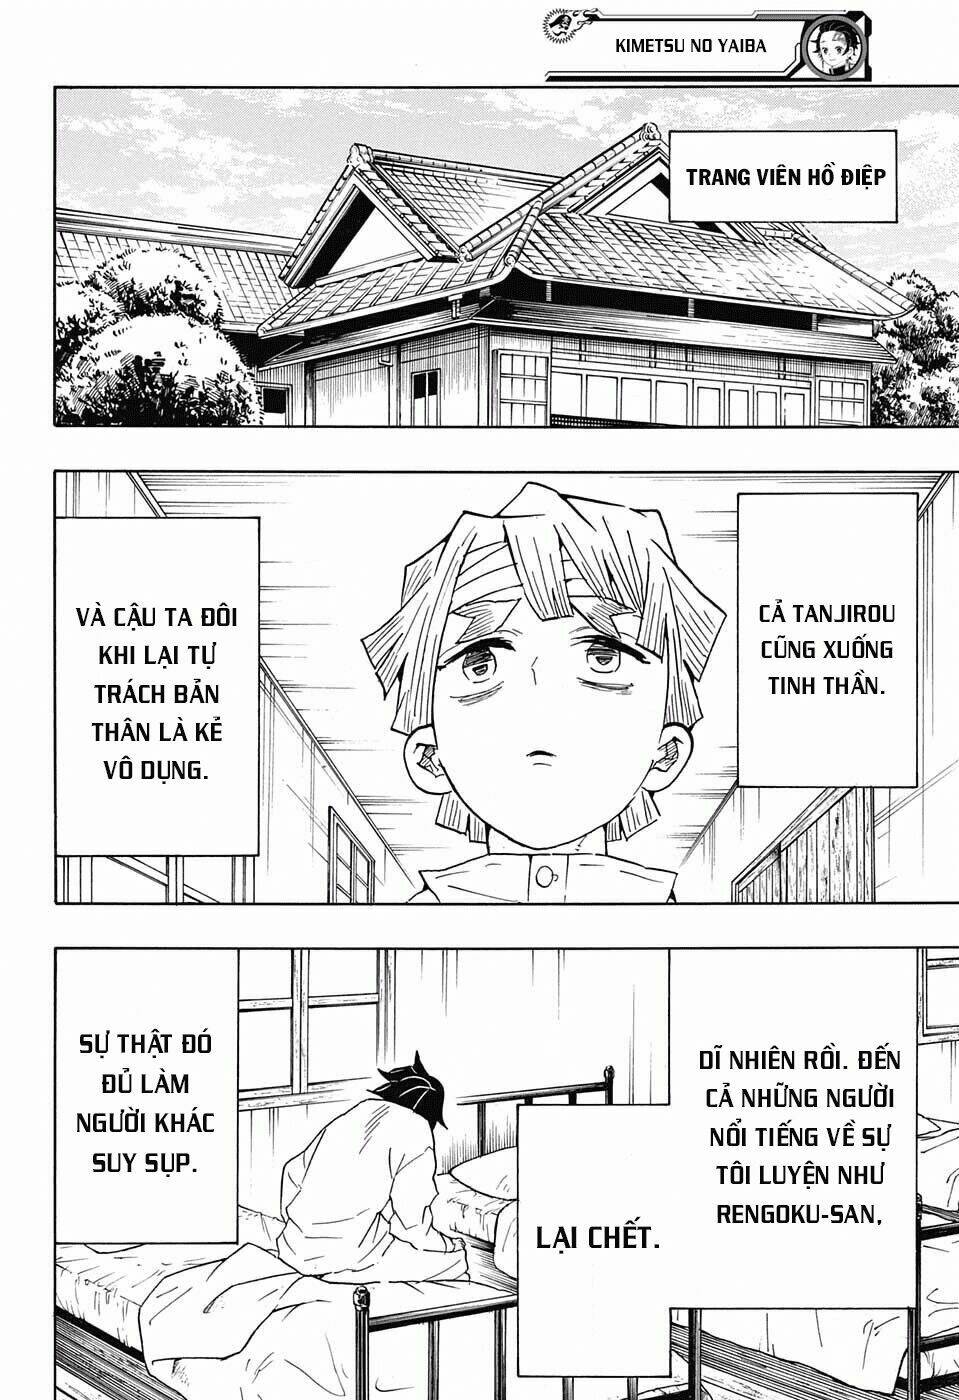 KIMETSU NO YAIBA
TRANG VIÊN HỒ ĐIỆP
CẢ TANJIROU
CŨNG XUỐNG
TINH THẦN.
VÀ CẬU TA ĐÔI
KHI LẠI TỰ
TRÁCH BẢN
THÂN LÀ KẺ
VÔ DỤNG.
DĨ NHIÊN RỒI. ĐẾN
CẢ NHỮNG NGƯỜI
NỔI TIẾNG VỀ SỰ
TÔI LUYỆN NHƯ
RENGOKU-SAN,
LẠI CHẾT.
SỰ THẬT ĐÓ
ĐỦ LÀM
NGƯỜI KHÁC
SUY SỤP.